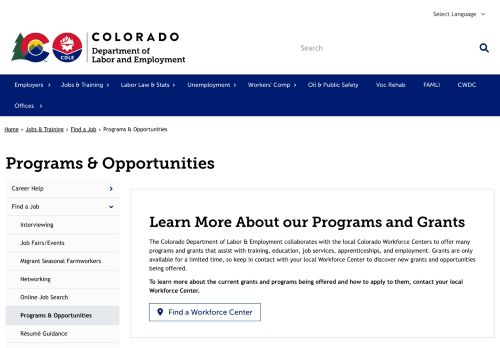 Select Language
COLORADO
Department of
Labor and Employment
CDLE
Search
Employers
Jobs & Training
Labor Law & Stats
Unemployment
Workers' Comp
Oil & Public Safety
Voc Rehab
FAMLI
CWDC
Offices
Home › Jobs & Training › Find a Job › Programs & Opportunities
Programs & Opportunities
Career Help
Find a Job
Interviewing
Job Fairs/Events
Migrant Seasonal Farmworkers
Networking
Online Job Search
Programs & Opportunities
Résumé Guidance
Learn More About our Programs and Grants
The Colorado Department of Labor & Employment collaborates with the local Colorado Workforce Centers to offer many
programs and grants that assist with training, education, job services, apprenticeships, and employment. Grants are only
available for a limited time, so keep in contact with your local Workforce Center to discover new grants and opportunities
being offered.
To learn more about the current grants and programs being offered and how to apply to them, contact your local
Workforce Center.
Find a Workforce Center